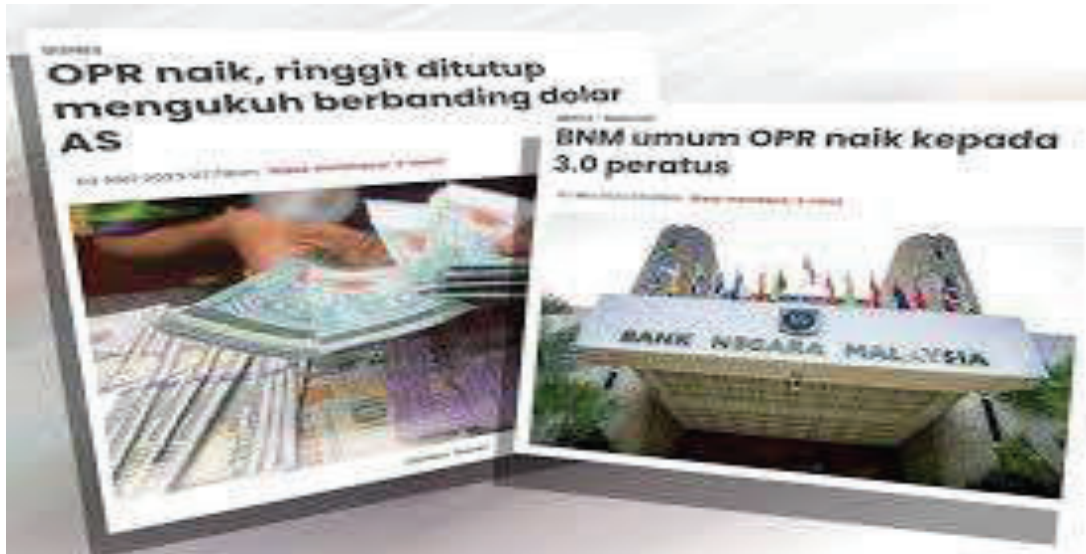 OPR naik, ringgit ditutup
mengukuh berbanding dolar
AS
BNM umum OPR naik kepada
3.0 peratus
BANK NEGARA MALAYSIA